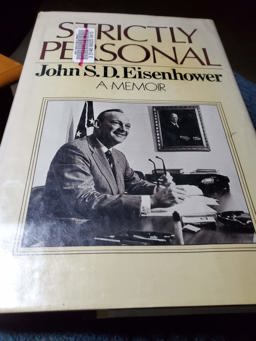 STRICTLY
PERSONAL
John S.D. Eisenhower
A MEMOIR